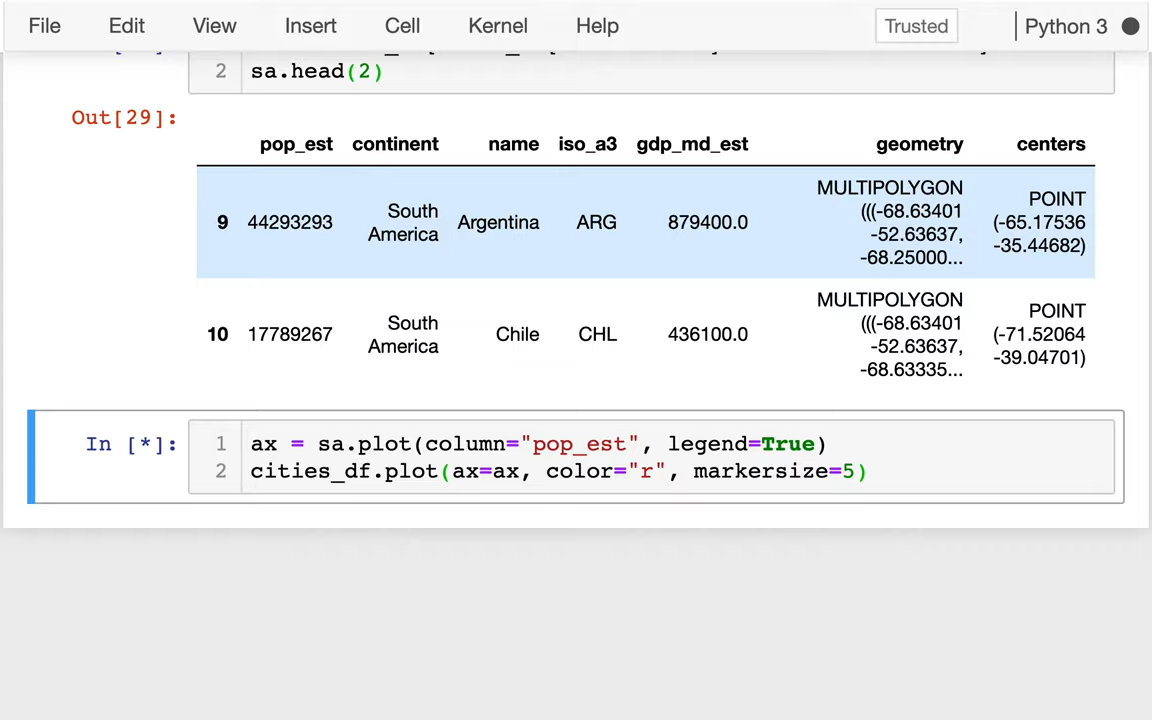 File Edit View Insert Cell Kernel Help Trusted Python 3
2 sa.head(2)
Out[29]:
pop_est continent name iso_a3 gdp_md_est geometry centers
9 44293293 South America Argentina ARG 879400.0 MULTIPOLYGON (((-68.63401 -52.63637, -68.25000... POINT (-65.17536 -35.44682)
10 17789267 South America Chile CHL 436100.0 MULTIPOLYGON (((-68.63401 -52.63637, -68.63335... POINT (-71.52064 -39.04701)
In [*]: 1 ax = sa.plot(column="pop_est", legend=True)
2 cities_df.plot(ax=ax, color="r", markersize=5)